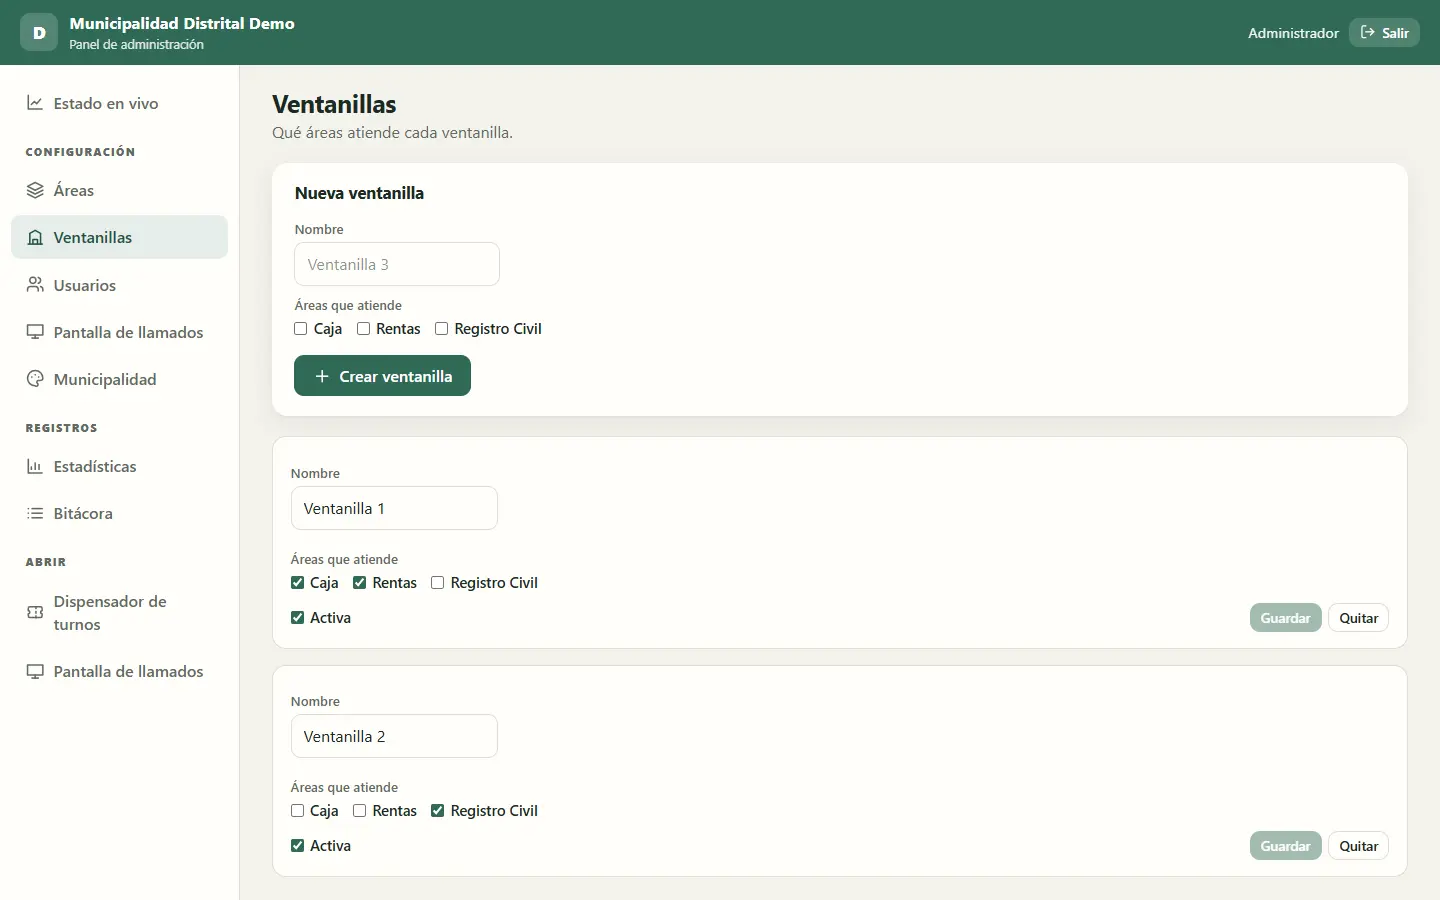 D
Municipalidad Distrital Demo
Panel de administración
Administrador
Salir
Estado en vivo
CONFIGURACIÓN
Áreas
Ventanillas
Usuarios
Pantalla de llamados
Municipalidad
REGISTROS
Estadísticas
Bitácora
ABRIR
Dispensador de
turnos
Pantalla de llamados
Ventanillas
Qué áreas atiende cada ventanilla.
Nueva ventanilla
Nombre
Ventanilla 3
Áreas que atiende
Caja Rentas Registro Civil
Crear ventanilla
Nombre
Ventanilla 1
Áreas que atiende
Caja Rentas Registro Civil
Activa
Guardar Quitar
Nombre
Ventanilla 2
Áreas que atiende
Caja Rentas Registro Civil
Activa
Guardar Quitar